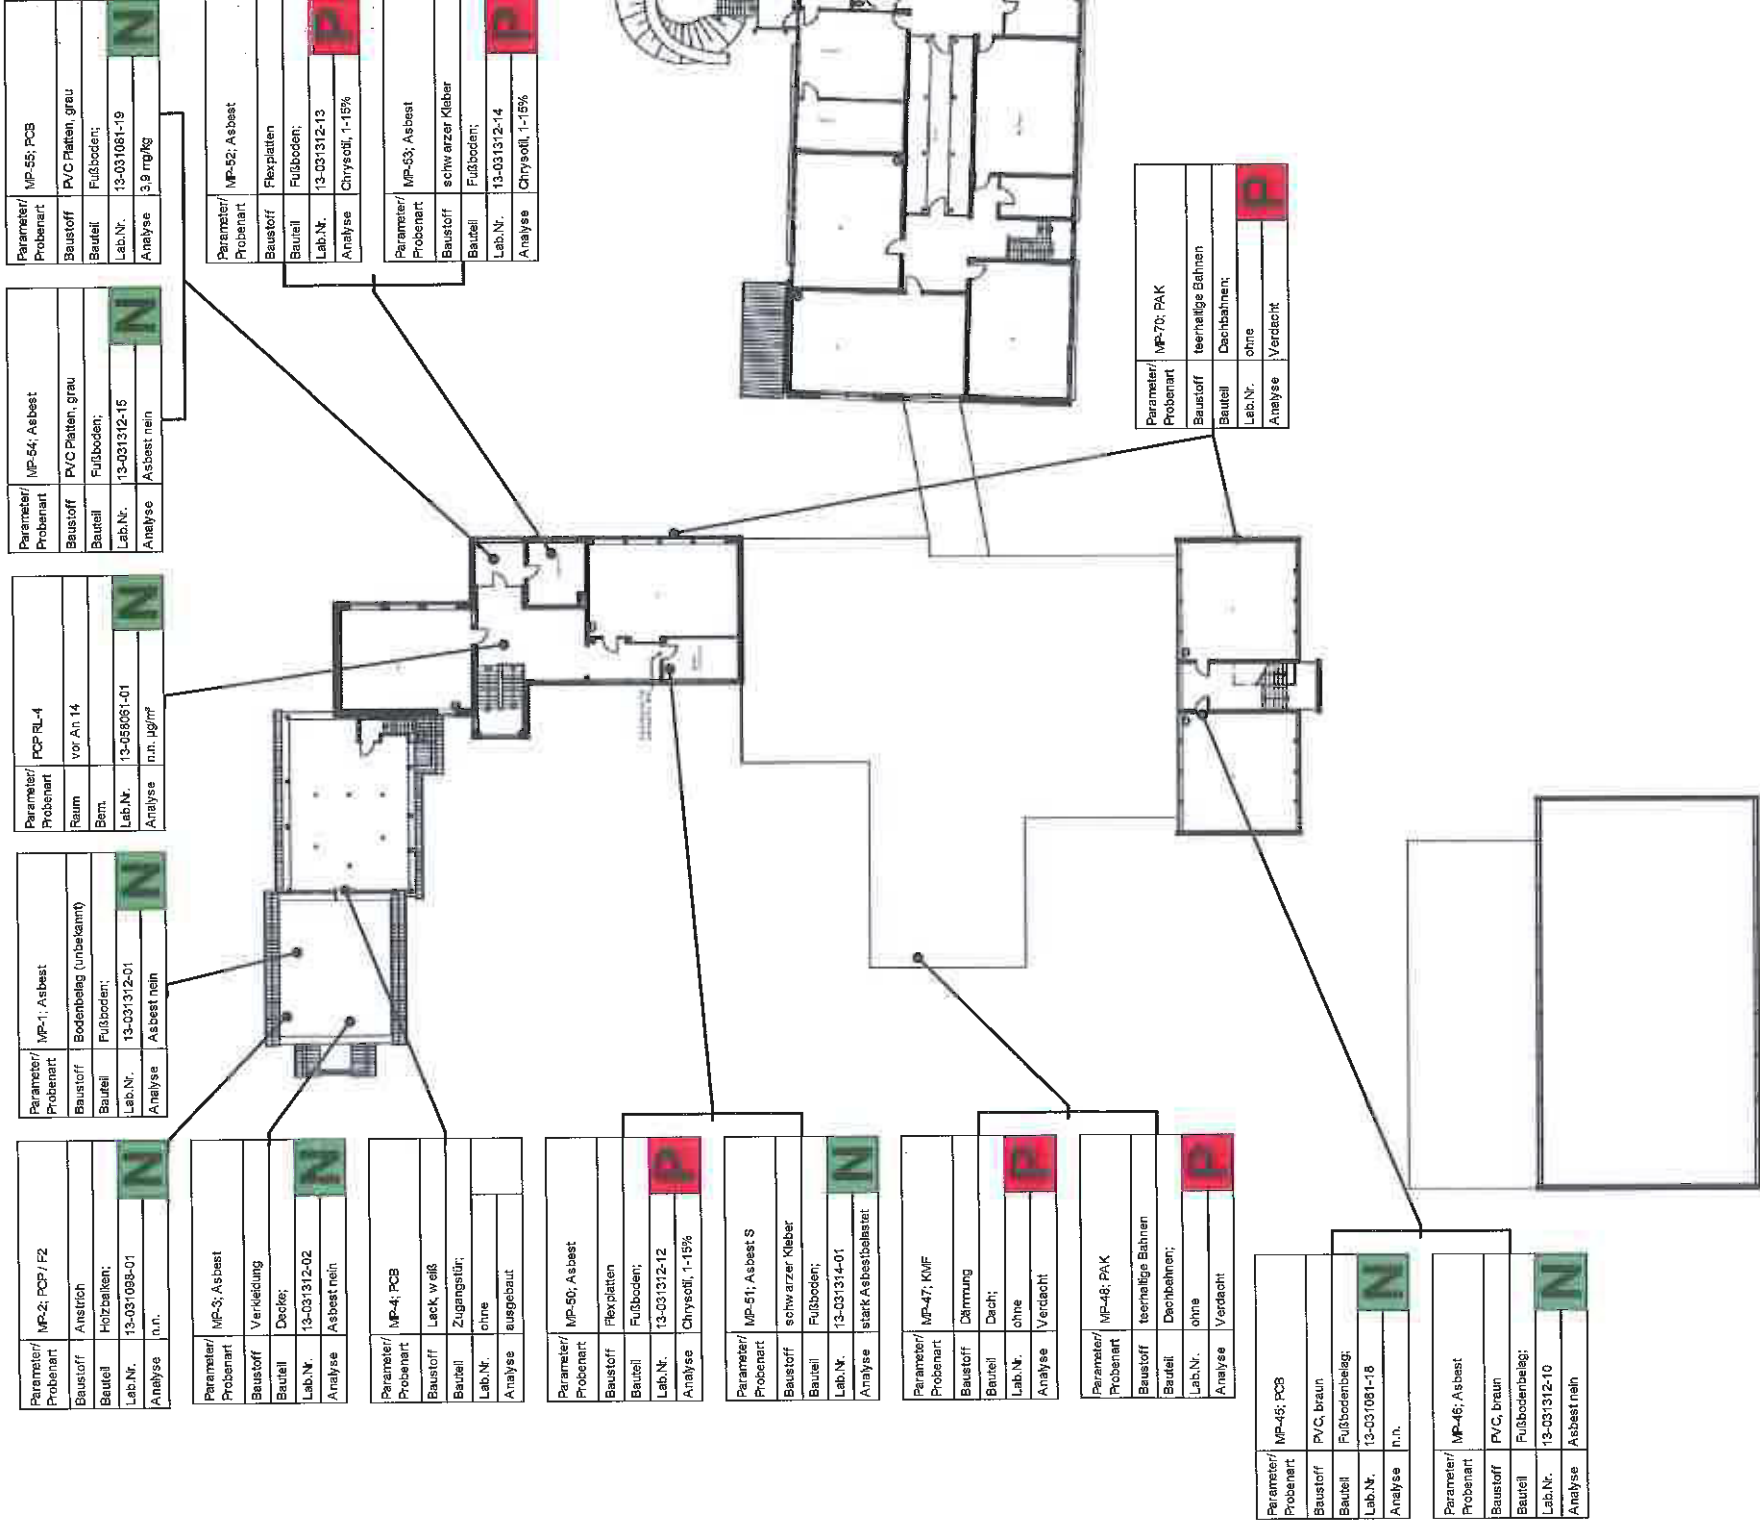 Parameter/ Probenart MP-2; PCP / F2
Baustoff Anstrich
Bauteil Holzbalken;
Lab.Nr. 13-031098-01
Analyse n.n.
N
Parameter/ Probenart MP-1; Asbest
Baustoff Bodenbelag (unbekannt)
Bauteil Fußboden;
Lab.Nr. 13-031312-01
Analyse Asbest nein
N
Parameter/ Probenart PCP RL-4
Raum vor An 14
Bem.
Lab.Nr. 13-058061-01
Analyse n.n. µg/m³
N
Parameter/ Probenart MP-54; Asbest
Baustoff PVC Platten, grau
Bauteil Fußboden;
Lab.Nr. 13-031312-15
Analyse Asbest nein
N
Parameter/ Probenart MP-55; PCB
Baustoff PVC Platten, grau
Bauteil Fußboden;
Lab.Nr. 13-031081-19
Analyse 3,9 mg/kg
N
Parameter/ Probenart MP-3; Asbest
Baustoff Verkleidung
Bauteil Decke;
Lab.Nr. 13-031312-02
Analyse Asbest nein
N
Parameter/ Probenart MP-52; Asbest
Baustoff Flexplatten
Bauteil Fußboden;
Lab.Nr. 13-031312-13
Analyse Chrysotil, 1-15%
P
Parameter/ Probenart MP-4; PCB
Baustoff Lack, weiß
Bauteil Zugangstür;
Lab.Nr. ohne
Analyse ausgebaut
Parameter/ Probenart MP-53; Asbest
Baustoff schwarzer Kleber
Bauteil Fußboden;
Lab.Nr. 13-031312-14
Analyse Chrysotil, 1-15%
P
Parameter/ Probenart MP-50; Asbest
Baustoff Flexplatten
Bauteil Fußboden;
Lab.Nr. 13-031312-12
Analyse Chrysotil, 1-15%
P
Parameter/ Probenart MP-51; Asbest S
Baustoff schwarzer Kleber
Bauteil Fußboden;
Lab.Nr. 13-031314-01
Analyse stark Asbestbelastet
N
Parameter/ Probenart MP-47; KMF
Baustoff Dämmung
Bauteil Dach;
Lab.Nr. ohne
Analyse Verdacht
P
Parameter/ Probenart MP-48; PAK
Baustoff teerhaltige Bahnen
Bauteil Dachbahnen;
Lab.Nr. ohne
Analyse Verdacht
P
Parameter/ Probenart MP-70; PAK
Baustoff teerhaltige Bahnen
Bauteil Dachbahnen;
Lab.Nr. ohne
Analyse Verdacht
P
Parameter/ Probenart MP-45; PCB
Baustoff PVC, braun
Bauteil Fußbodenbelag;
Lab.Nr. 13-031081-18
Analyse n.n.
N
Parameter/ Probenart MP-46; Asbest
Baustoff PVC, braun
Bauteil Fußbodenbelag;
Lab.Nr. 13-031312-10
Analyse Asbest nein
N